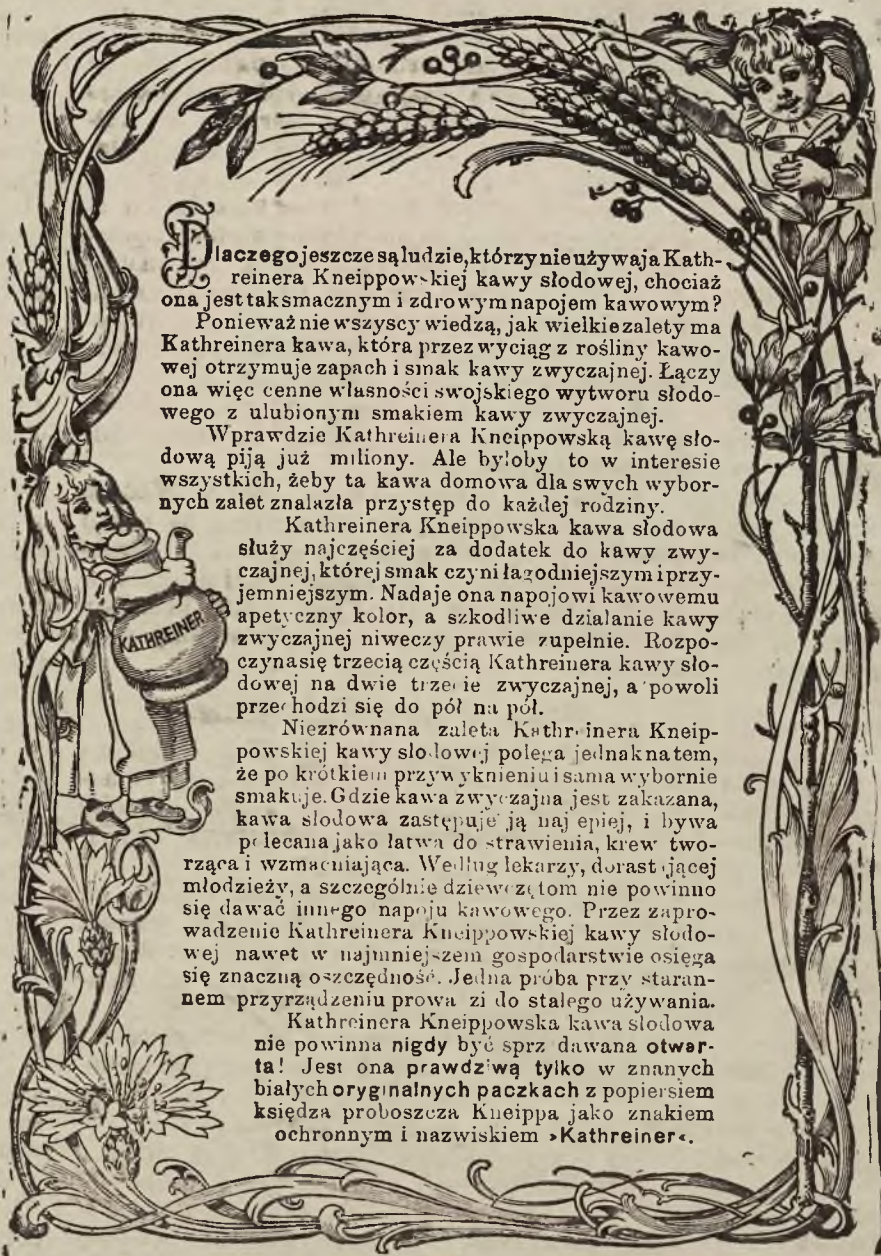 Dlaczego jeszcze są ludzie, którzy nie używaja Kath-
reinera Kneippowskiej kawy słodowej, chociaż
ona jest tak smacznym i zdrowym napojem kawowym?
Ponieważ nie wszyscy wiedzą, jak wielkie zalety ma
Kathreinera kawa, która przez wyciąg z rośliny kawo-
wej otrzymuje zapach i smak kawy zwyczajnej. Łączy
ona więc cenne własności swojskiego wytworu słodo-
wego z ulubionym smakiem kawy zwyczajnej.
Wprawdzie Kathreinera Kneippowską kawę sło-
dową piją już miliony. Ale byłoby to w interesie
wszystkich, żeby ta kawa domowa dla swych wybor-
nych zalet znalazła przystęp do każdej rodziny.
Kathreinera Kneippowska kawa słodowa
służy najczęściej za dodatek do kawy zwy-
czajnej, której smak czyni łagodniejszym i przy-
jemniejszym. Nadaje ona napojowi kawowemu
apetyczny kolor, a szkodliwe działanie kawy
zwyczajnej niweczy prawie zupełnie. Rozpo-
czyna się trzecią częścią Kathreinera kawy sło-
dowej na dwie trzecie zwyczajnej, a powoli
przechodzi się do pół na pół.
Niezrównana zaleta Kathreinera Kneip-
powskiej kawy slodowej polega jednak na tem,
że po krótkiem przywyknieniu i sama wybornie
smakuje. Gdzie kawa zwyczajna jest zakazana,
kawa słodowa zastępuje ją najlepiej, i bywa
polecana jako łatwa do strawienia, krew two-
rząca i wzmacniająca. Według lekarzy, dorastającej
młodzieży, a szczególnie dziewczętom nie powinno
się dawać innego napoju kawowego. Przez zapro-
wadzenie Kathreinera Kneippowskiej kawy słodo-
wej nawet w najmniejszem gospodarstwie osięga
się znaczną oszczędność. Jedna próba przy staran-
nem przyrządzeniu prowadzi do stałego używania.
Kathreinera Kneippowska kawa słodowa
nie powinna nigdy być sprzedawana otwar-
ta! Jest ona prawdziwą tylko w znanych
białych oryginalnych paczkach z popiersiem
księdza proboszcza Kneippa jako znakiem
ochronnym i nazwiskiem »Kathreiner«.
KATHREINER